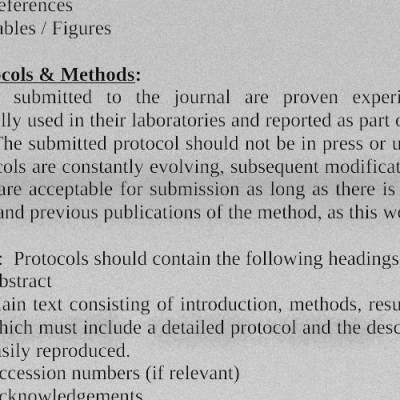 eferences
ables / Figures
ocols & Methods:
submitted to the journal are proven experi
lly used in their laboratories and reported as part o
The submitted protocol should not be in press or u
cols are constantly evolving, subsequent modificat
are acceptable for submission as long as there is
and previous publications of the method, as this wo
: Protocols should contain the following headings
bstract
ain text consisting of introduction, methods, resu
hich must include a detailed protocol and the desc
asily reproduced.
ccession numbers (if relevant)
cknowledgements